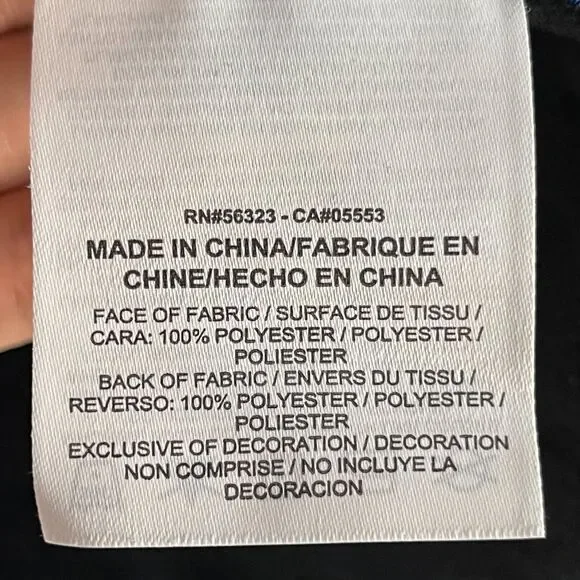 RN#56323 - CA#05553
MADE IN CHINA/FABRIQUE EN
CHINE/HECHO EN CHINA
FACE OF FABRIC / SURFACE DE TISSU /
CARA: 100% POLYESTER / POLYESTER /
POLIESTER
BACK OF FABRIC / ENVERS DU TISSU /
REVERSO: 100% POLYESTER / POLYESTER /
POLIESTER
EXCLUSIVE OF DECORATION / DECORATION
NON COMPRISE / NO INCLUYE LA
DECORACION